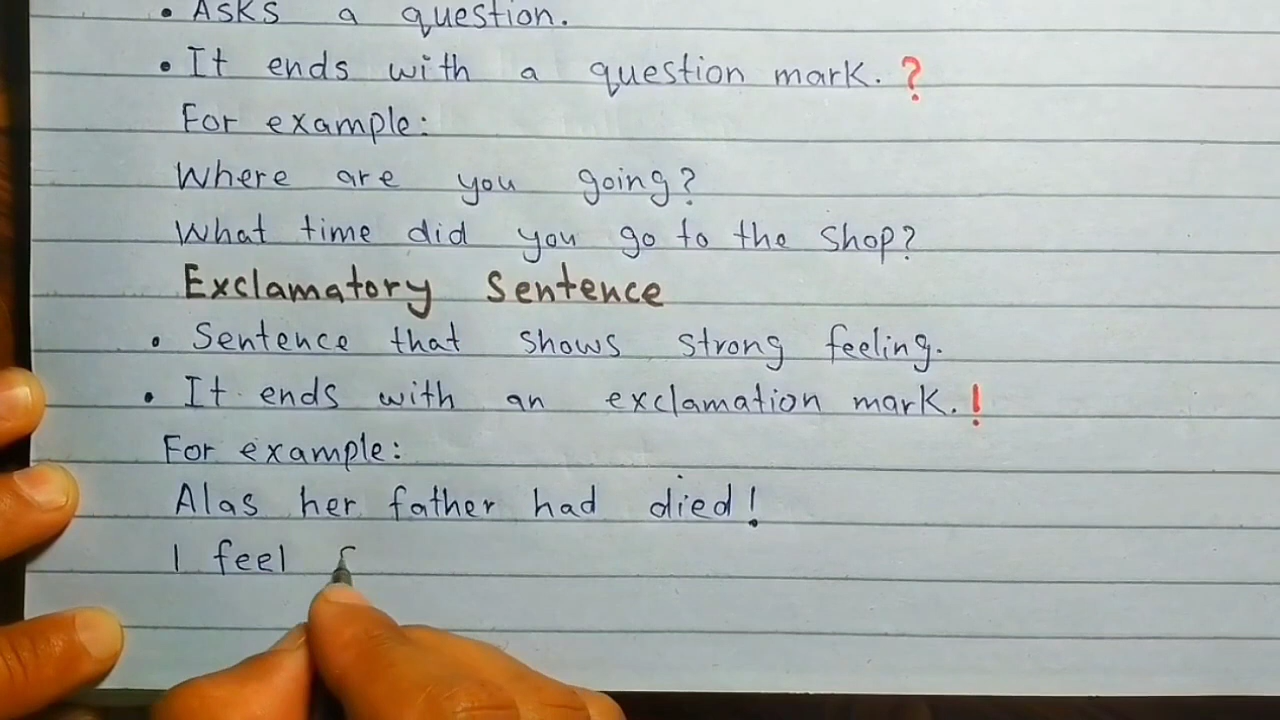 • Asks a question.
• It ends with a question mark. ?
For example:
Where are you going?
What time did you go to the shop?
Exclamatory Sentence
• Sentence that shows strong feeling.
• It ends with an exclamation mark. !
For example:
Alas her father had died!
I feel